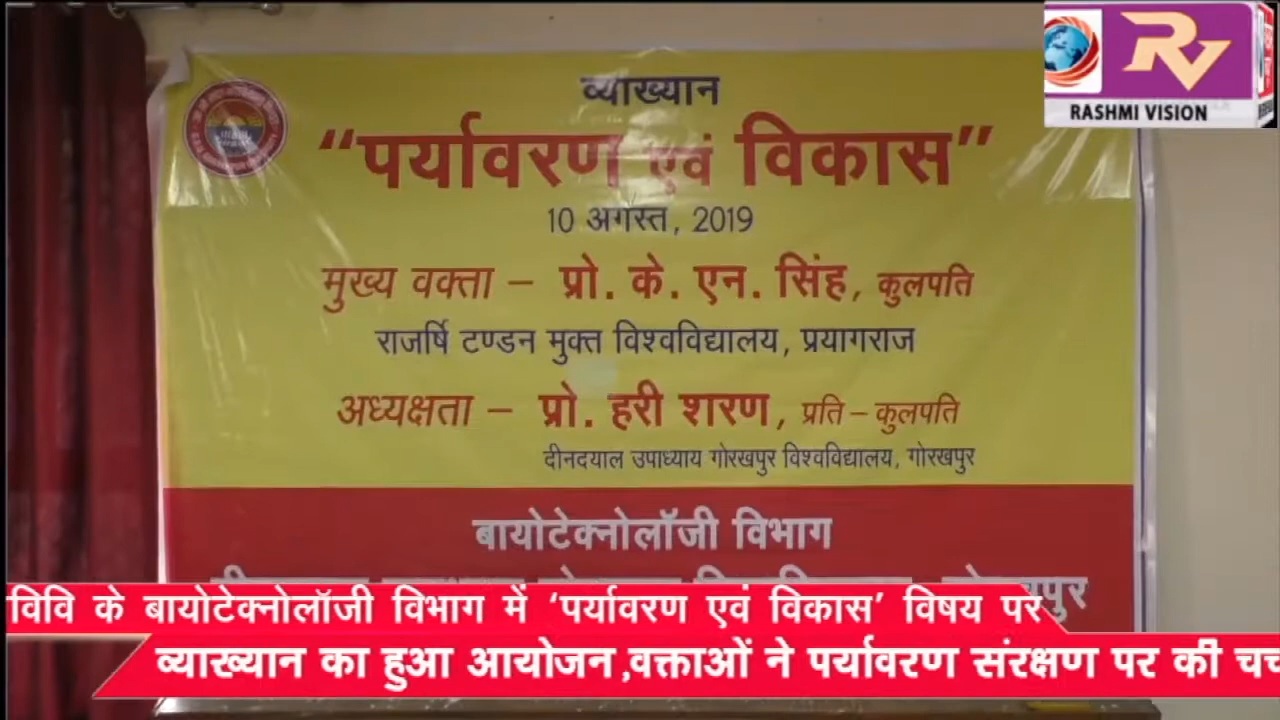 RV
RASHMI VISION
व्याख्यान
“पर्यावरण एवं विकास”
10 अगस्त, 2019
मुख्य वक्ता – प्रो. के. एन. सिंह, कुलपति
राजर्षि टण्डन मुक्त विश्वविद्यालय, प्रयागराज
अध्यक्षता – प्रो. हरी शरण, प्रति – कुलपति
दीनदयाल उपाध्याय गोरखपुर विश्वविद्यालय, गोरखपुर
बायोटेक्नोलॉजी विभाग
विवि के बायोटेक्नोलॉजी विभाग में ‘पर्यावरण एवं विकास’ विषय पर
व्याख्यान का हुआ आयोजन,वक्ताओं ने पर्यावरण संरक्षण पर की